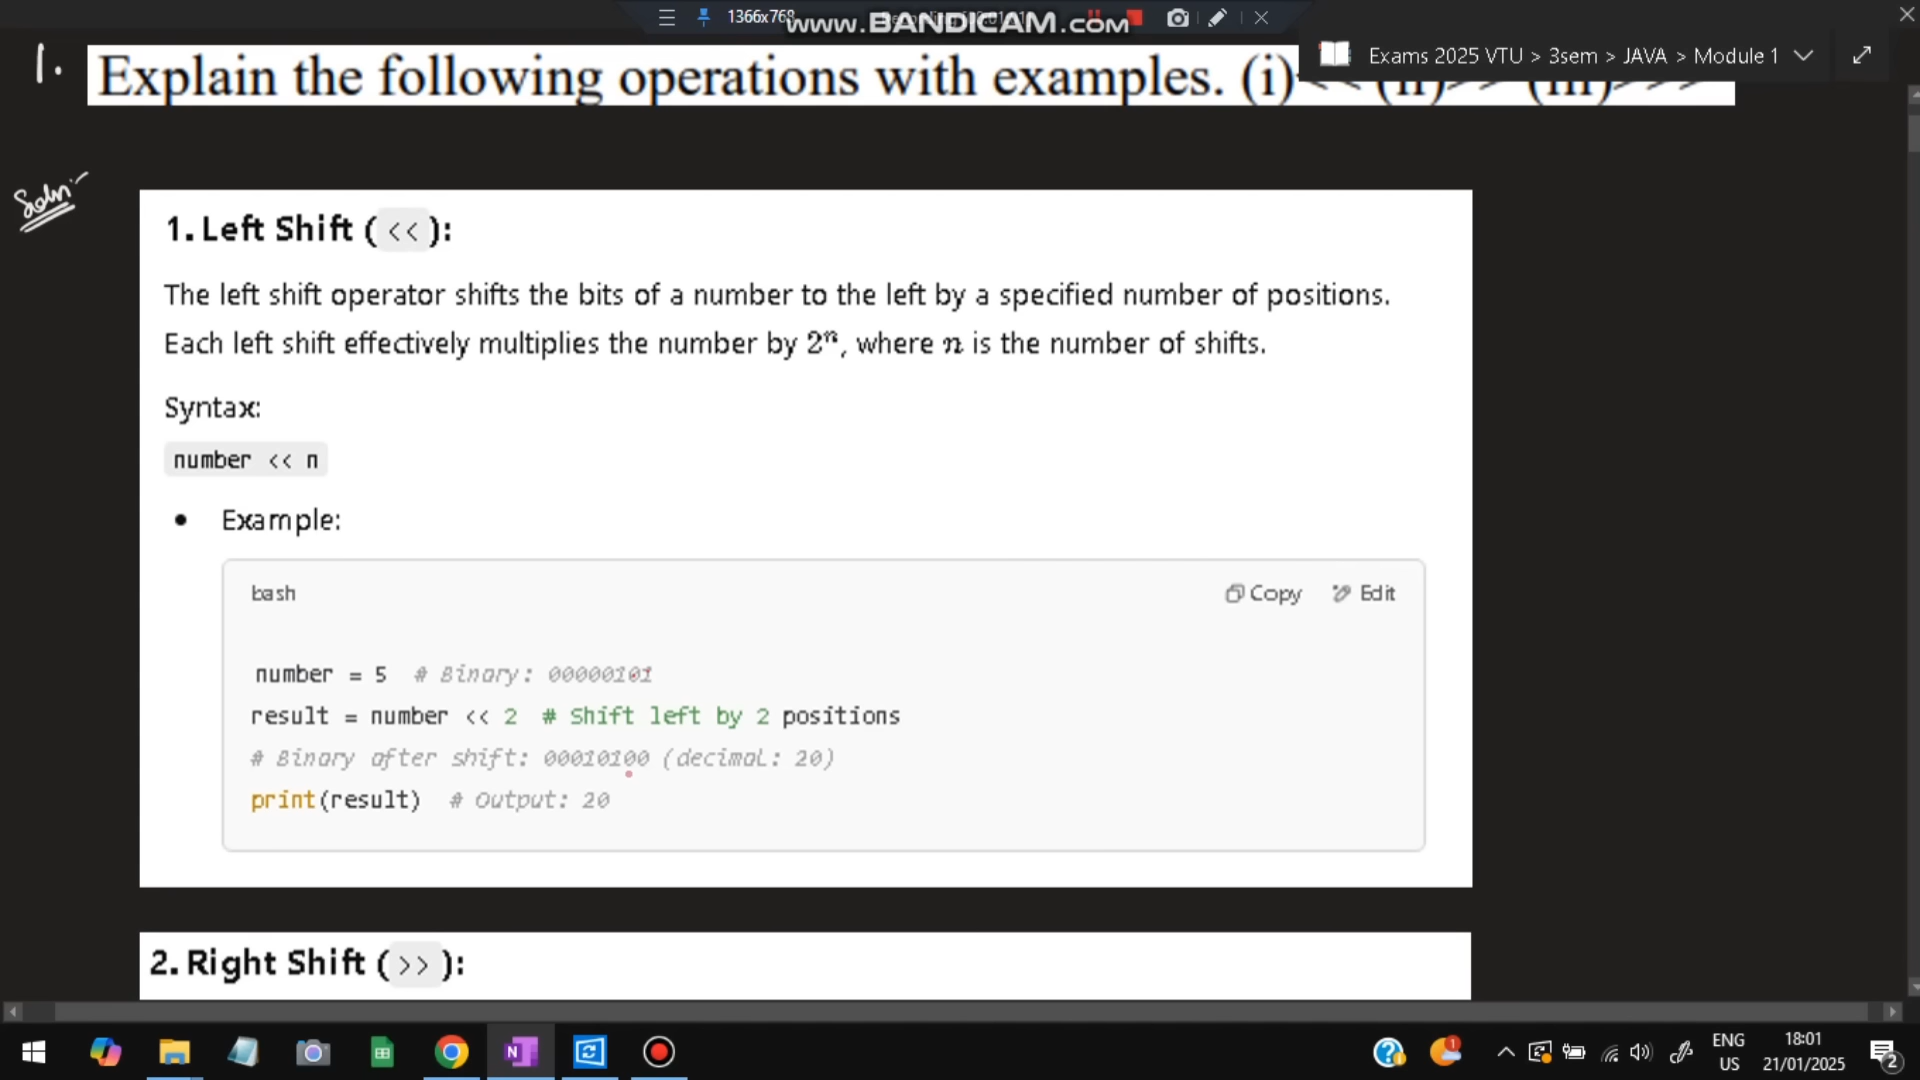 1366x768
www.BANDICAM.com
Exams 2025 VTU > 3sem > JAVA > Module 1
1. Explain the following operations with examples. (i)<< (ii)>> (iii)>>>
Soln:-
1. Left Shift ( << ):
The left shift operator shifts the bits of a number to the left by a specified number of positions.
Each left shift effectively multiplies the number by 2ⁿ, where n is the number of shifts.
Syntax:
number << n
• Example:
bash
Copy Edit
number = 5 # Binary: 00000101
result = number << 2 # Shift left by 2 positions
# Binary after shift: 00010100 (decimal: 20)
print(result) # Output: 20
2. Right Shift ( >> ):
ENG
US
18:01
21/01/2025
2